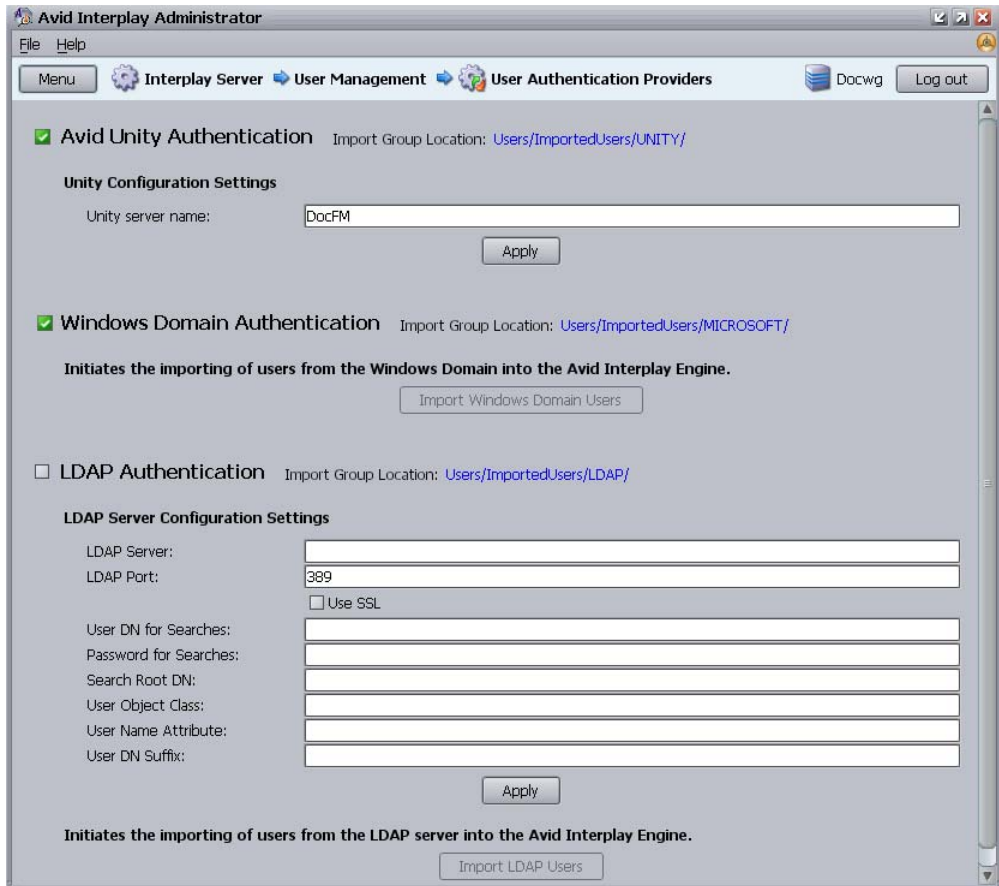 Avid Interplay Administrator
File Help
Menu Interplay Server User Management User Authentication Providers Docwg Log out
Avid Unity Authentication Import Group Location: Users/ImportedUsers/UNITY/
Unity Configuration Settings
Unity server name: DocFM
Apply
Windows Domain Authentication Import Group Location: Users/ImportedUsers/MICROSOFT/
Initiates the importing of users from the Windows Domain into the Avid Interplay Engine.
Import Windows Domain Users
LDAP Authentication Import Group Location: Users/ImportedUsers/LDAP/
LDAP Server Configuration Settings
LDAP Server:
LDAP Port: 389
Use SSL
User DN for Searches:
Password for Searches:
Search Root DN:
User Object Class:
User Name Attribute:
User DN Suffix:
Apply
Initiates the importing of users from the LDAP server into the Avid Interplay Engine.
Import LDAP Users